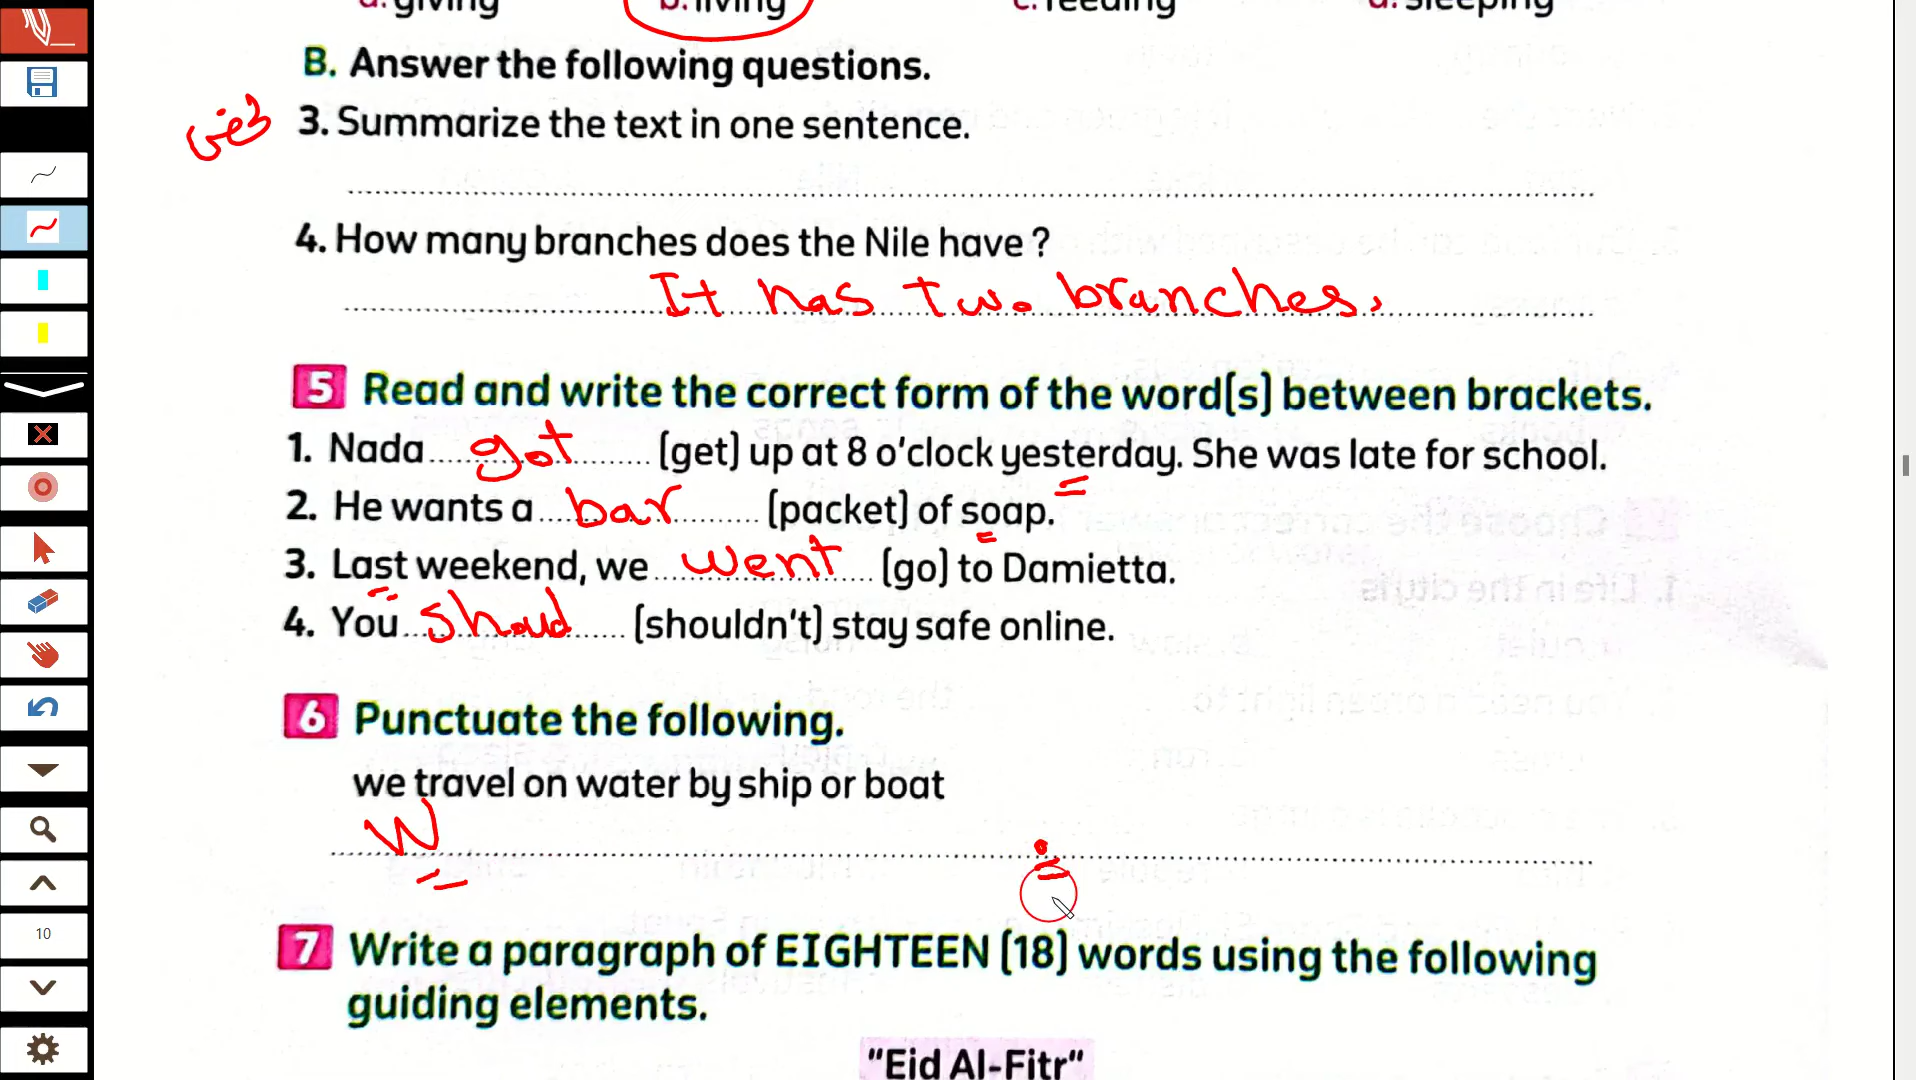 a. giving b. living c. feeding d. sleeping
B. Answer the following questions.
3. Summarize the text in one sentence.
4. How many branches does the Nile have?
It has two branches.
5 Read and write the correct form of the word(s) between brackets.
1. Nada got (get) up at 8 o'clock yesterday. She was late for school.
2. He wants a bar (packet) of soap.
3. Last weekend, we went (go) to Damietta.
4. You shoud (shouldn't) stay safe online.
6 Punctuate the following.
we travel on water by ship or boat
W .
7 Write a paragraph of EIGHTEEN (18) words using the following
guiding elements.
"Eid Al-Fitr"
10